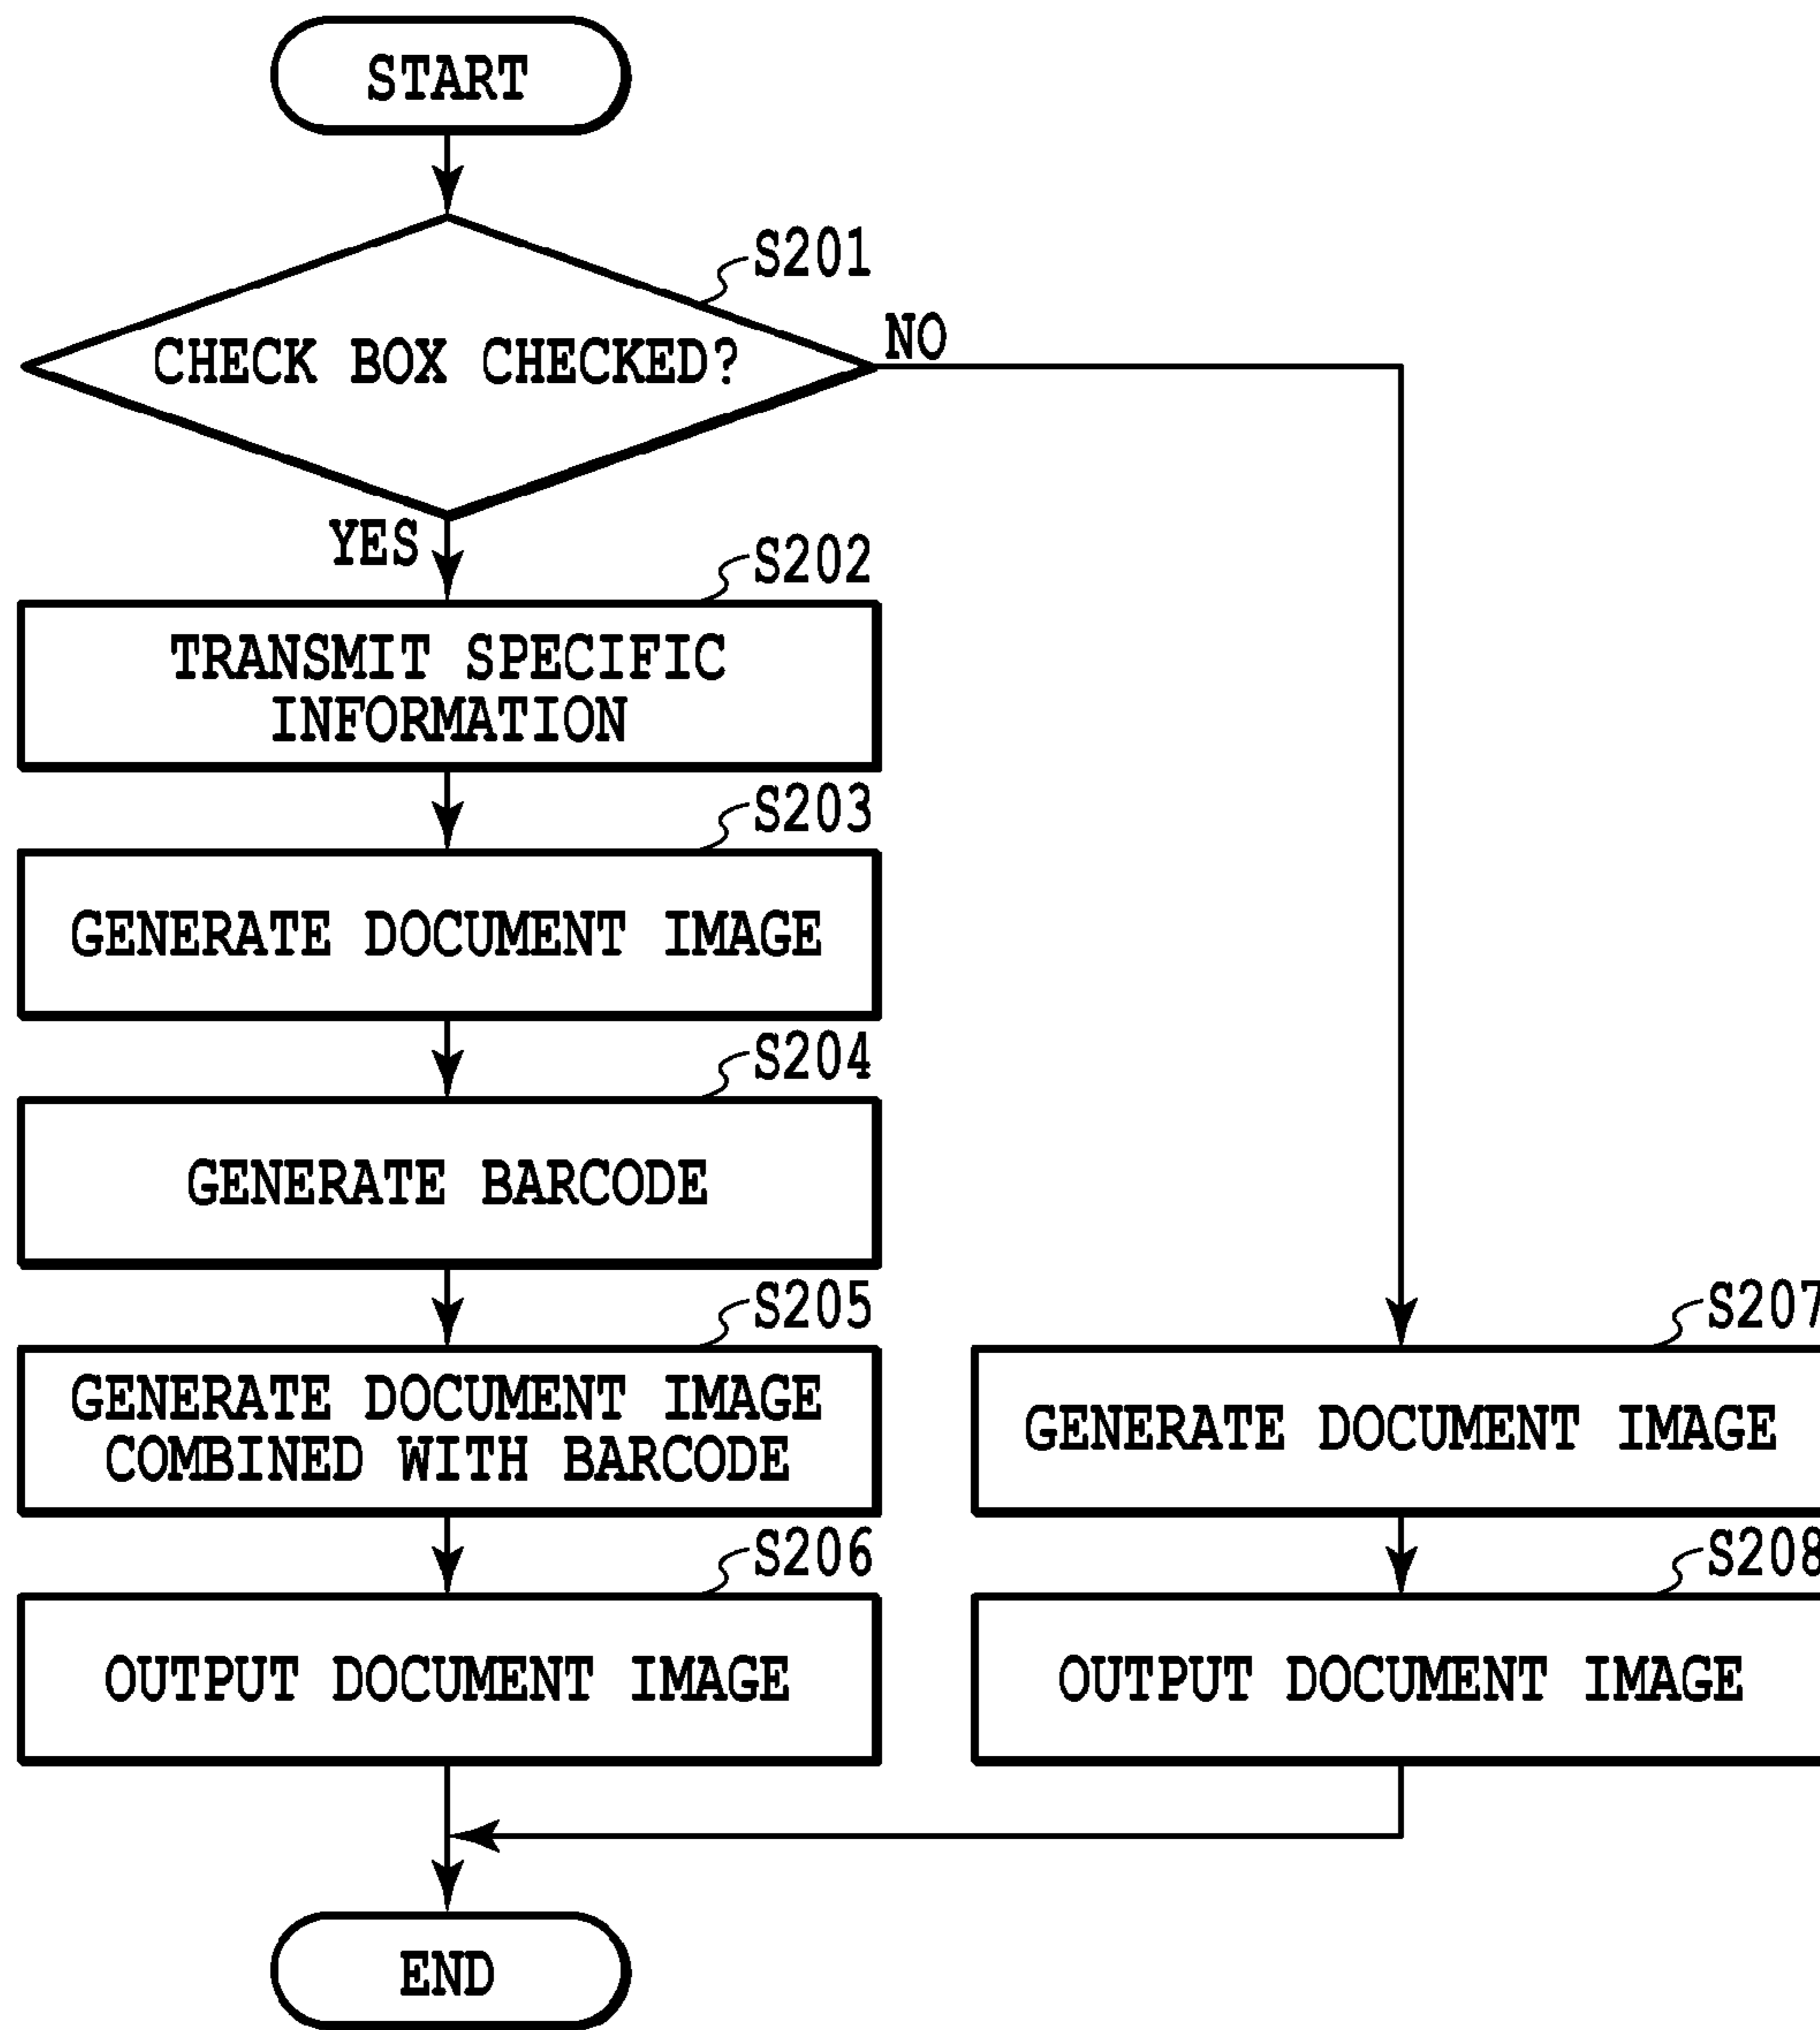 START
S201
CHECK BOX CHECKED?
NO
YES
S202
TRANSMIT SPECIFIC
INFORMATION
S203
GENERATE DOCUMENT IMAGE
S204
GENERATE BARCODE
S205
GENERATE DOCUMENT IMAGE
COMBINED WITH BARCODE
S206
OUTPUT DOCUMENT IMAGE
S207
GENERATE DOCUMENT IMAGE
S208
OUTPUT DOCUMENT IMAGE
END